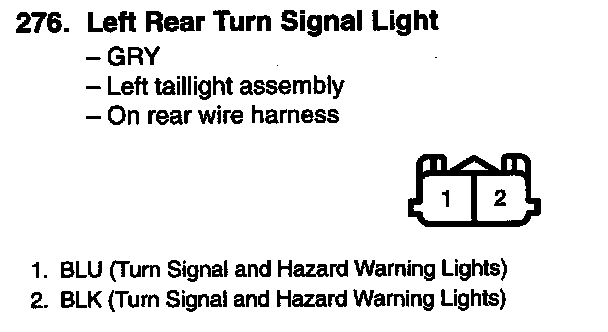 276. Left Rear Turn Signal Light
– GRY
– Left taillight assembly
– On rear wire harness
1 2
1. BLU (Turn Signal and Hazard Warning Lights)
2. BLK (Turn Signal and Hazard Warning Lights)